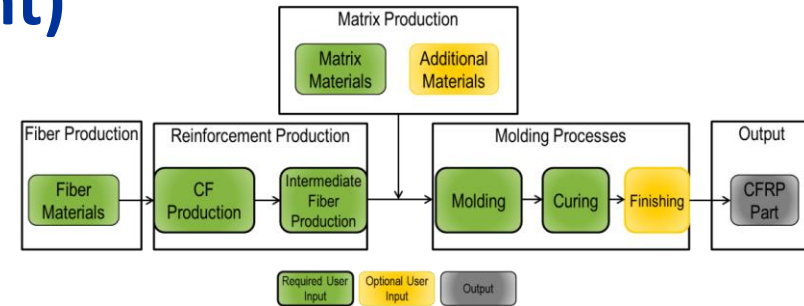 nt)
Matrix Production
Matrix
Materials
Additional
Materials
Fiber Production
Reinforcement Production
Molding Processes
Output
Fiber
Materials
CF
Production
Intermediate
Fiber
Production
Molding
Curing
Finishing
CFRP
Part
Required User
Input
Optional User
Input
Output